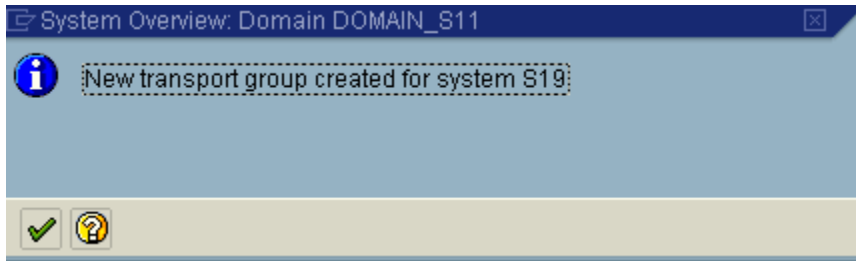 System Overview: Domain DOMAIN_S11
New transport group created for system S19